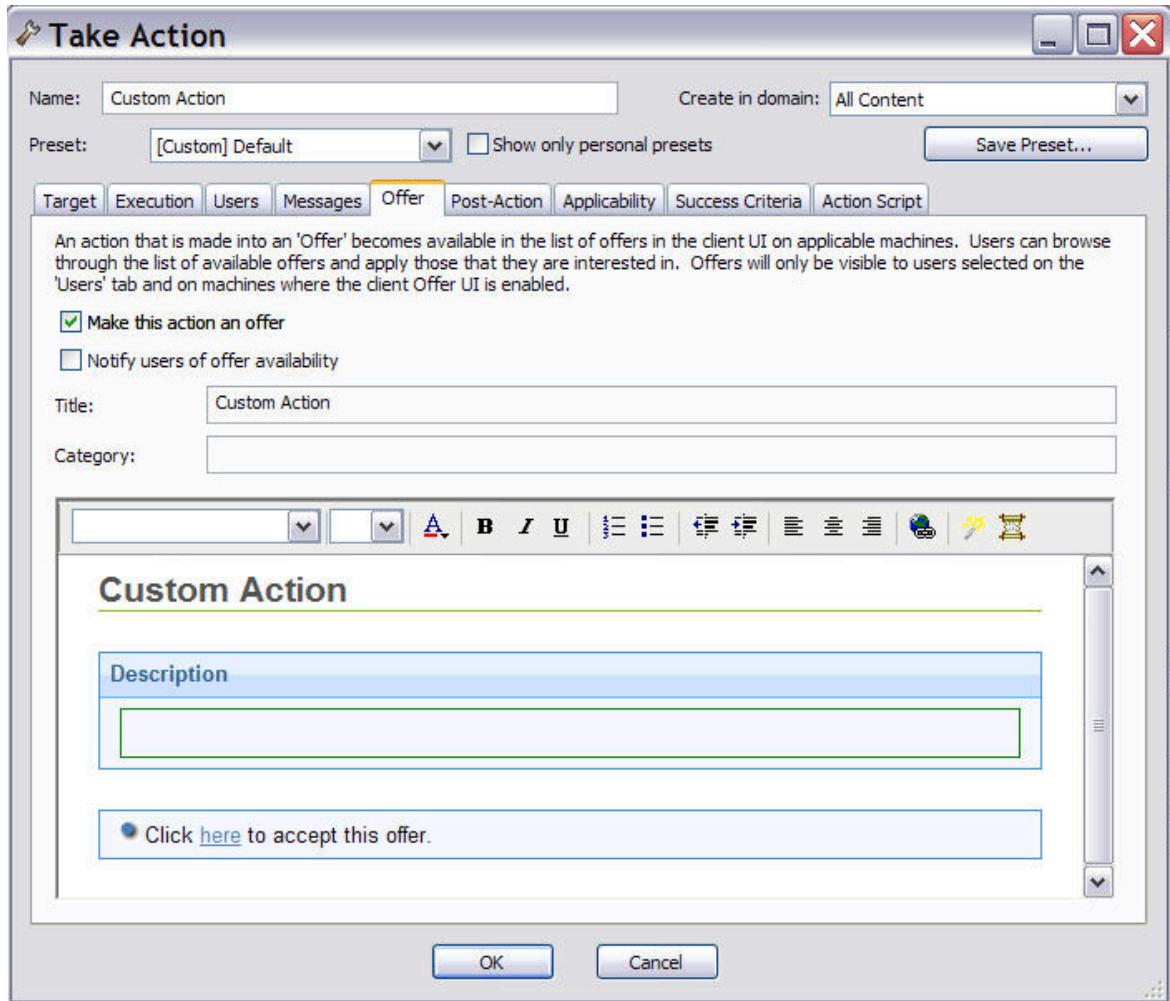 Take Action
Name: Custom Action Create in domain: All Content
Preset: [Custom] Default Show only personal presets Save Preset...
Target Execution Users Messages Offer Post-Action Applicability Success Criteria Action Script
An action that is made into an 'Offer' becomes available in the list of offers in the client UI on applicable machines. Users can browse
through the list of available offers and apply those that they are interested in. Offers will only be visible to users selected on the
'Users' tab and on machines where the client Offer UI is enabled.
Make this action an offer
Notify users of offer availability
Title: Custom Action
Category:
A B I U
Custom Action
Description
Click here to accept this offer.
OK Cancel